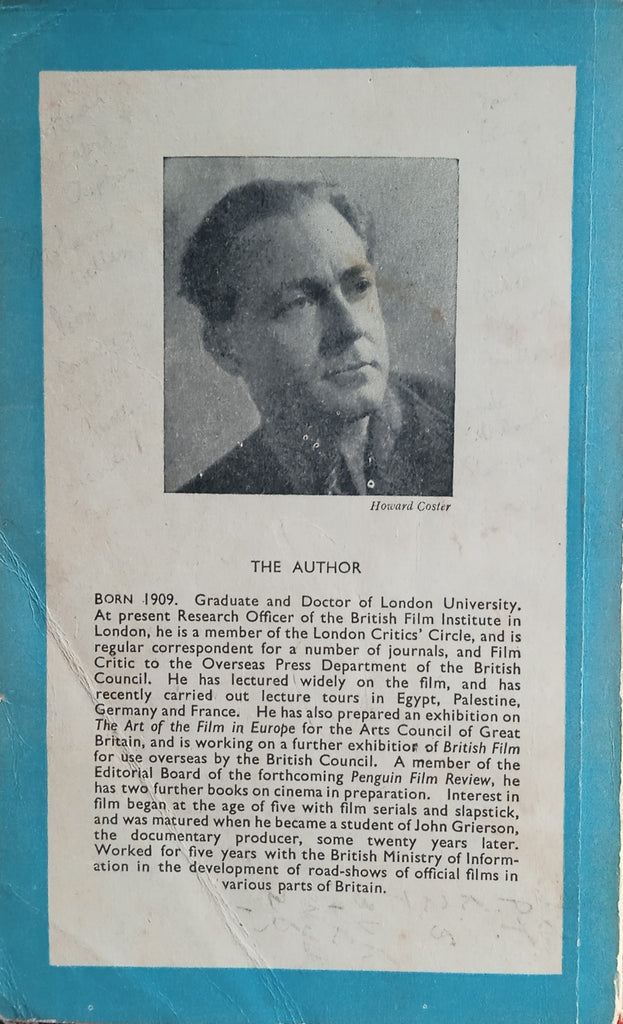 Howard Coster
THE AUTHOR
BORN 1909. Graduate and Doctor of London University.
At present Research Officer of the British Film Institute in
London, he is a member of the London Critics' Circle, and is
regular correspondent for a number of journals, and Film
Critic to the Overseas Press Department of the British
Council. He has lectured widely on the film, and has
recently carried out lecture tours in Egypt, Palestine,
Germany and France. He has also prepared an exhibition on
The Art of the Film in Europe for the Arts Council of Great
Britain, and is working on a further exhibition of British Film
for use overseas by the British Council. A member of the
Editorial Board of the forthcoming Penguin Film Review, he
has two further books on cinema in preparation. Interest in
film began at the age of five with film serials and slapstick,
and was matured when he became a student of John Grierson,
the documentary producer, some twenty years later.
Worked for five years with the British Ministry of Inform-
ation in the development of road-shows of official films in
various parts of Britain.